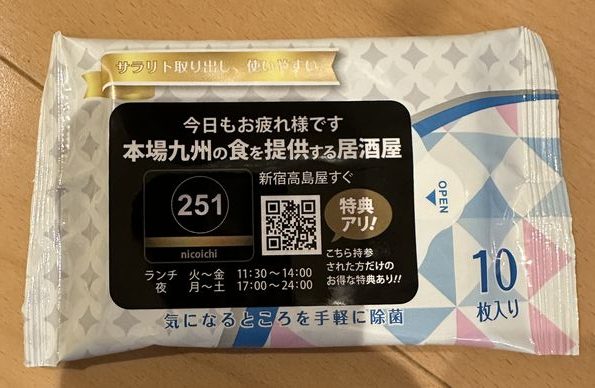 サラリト取り出し、使いやすい
今日もお疲れ様です
本場九州の食を提供する居酒屋
新宿高島屋すぐ
251
nicoichi
特典
アリ!
こちら持参
された方だけの
お得な特典あり!!
ランチ 火〜金 11:30〜14:00
夜 月〜土 17:00〜24:00
OPEN
10
枚入り
気になるところを手軽に除菌